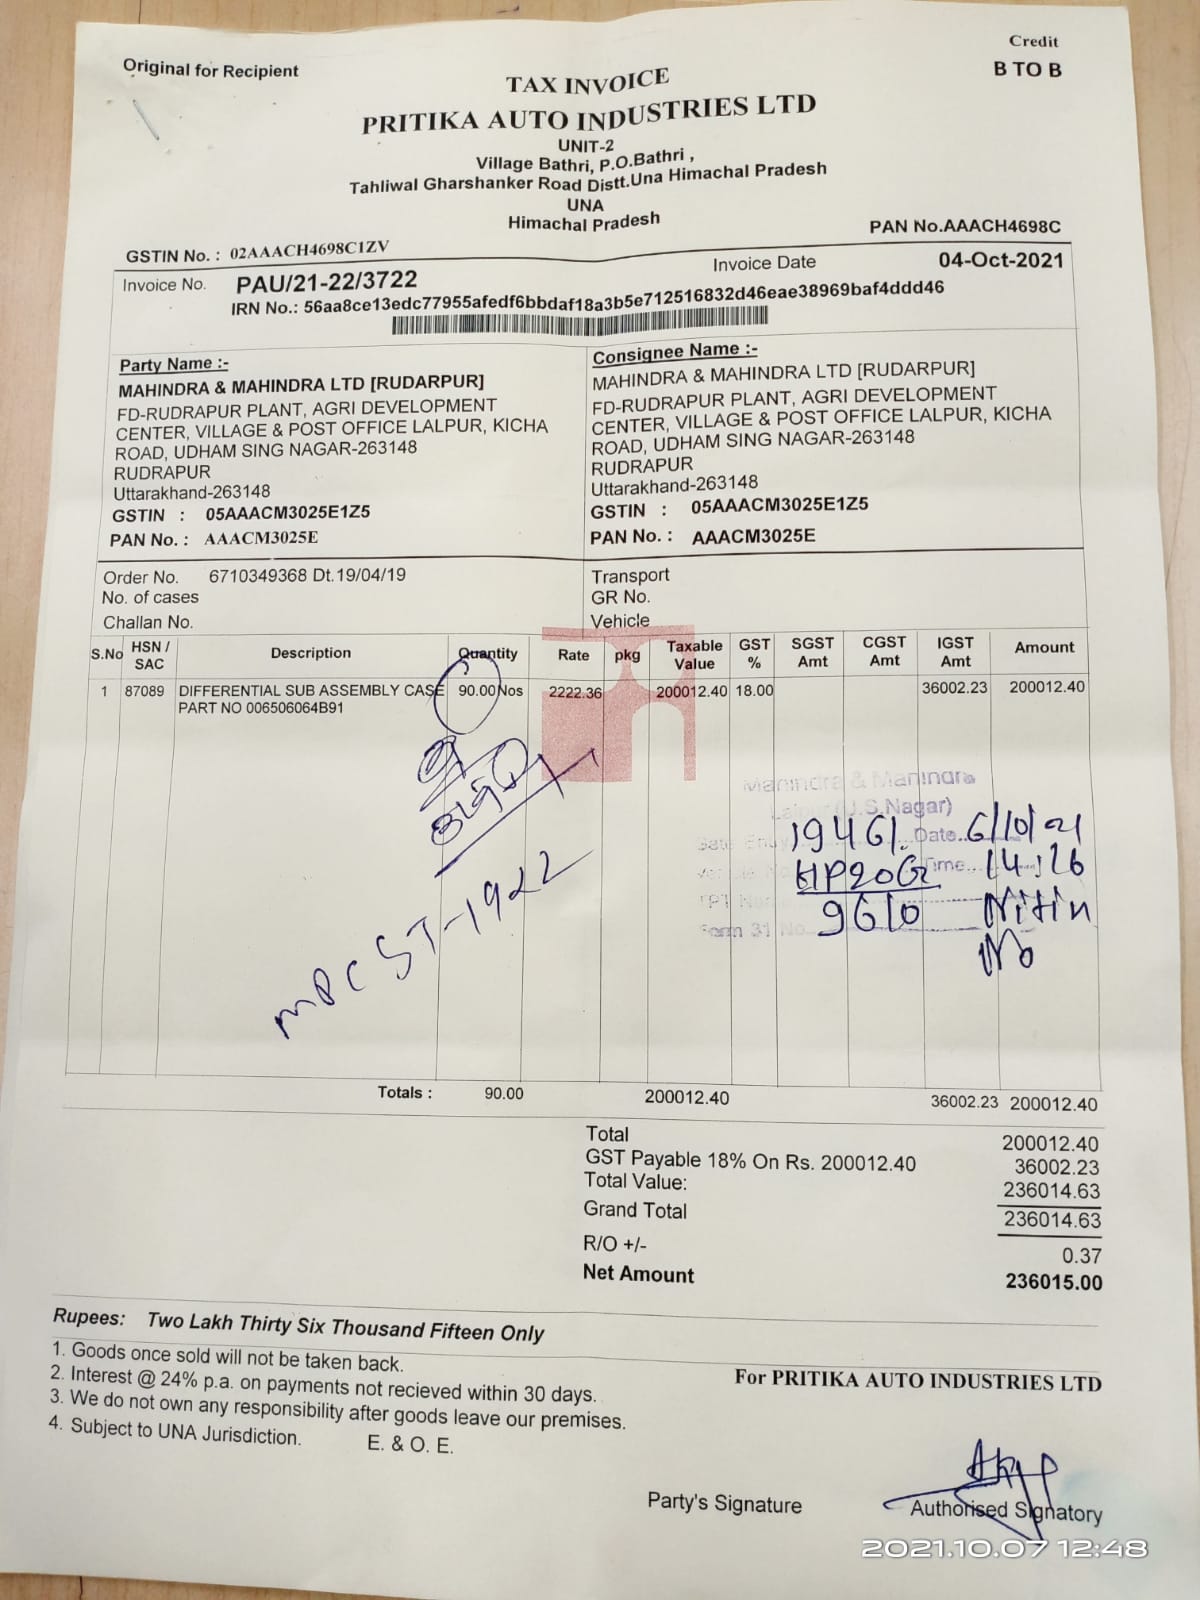 Original for Recipient
Credit
B TO B
TAX INVOICE
PRITIKA AUTO INDUSTRIES LTD
UNIT-2
Village Bathri, P.O.Bathri ,
Tahliwal Gharshanker Road Distt.Una Himachal Pradesh
UNA
Himachal Pradesh
PAN No.AAACH4698C
GSTIN No. : 02AAACH4698C1ZV
Invoice No. PAU/21-22/3722 Invoice Date 04-Oct-2021
IRN No.: 56aa8ce13edc77955afedf6bbdaf18a3b5e712516832d46eae38969baf4ddd46
Party Name :-
MAHINDRA & MAHINDRA LTD [RUDARPUR]
FD-RUDRAPUR PLANT, AGRI DEVELOPMENT
CENTER, VILLAGE & POST OFFICE LALPUR, KICHA
ROAD, UDHAM SING NAGAR-263148
RUDRAPUR
Uttarakhand-263148
GSTIN : 05AAACM3025E1Z5
PAN No. : AAACM3025E
Consignee Name :-
MAHINDRA & MAHINDRA LTD [RUDARPUR]
FD-RUDRAPUR PLANT, AGRI DEVELOPMENT
CENTER, VILLAGE & POST OFFICE LALPUR, KICHA
ROAD, UDHAM SING NAGAR-263148
RUDRAPUR
Uttarakhand-263148
GSTIN : 05AAACM3025E1Z5
PAN No. : AAACM3025E
Order No. 6710349368 Dt.19/04/19
No. of cases
Challan No.
Transport
GR No.
Vehicle
S.No HSN / SAC Description Quantity Rate pkg Taxable Value GST % SGST Amt CGST Amt IGST Amt Amount
1 87089 DIFFERENTIAL SUB ASSEMBLY CASE 90.00 Nos 2222.36 200012.40 18.00 36002.23 200012.40
PART NO 006506064B91
Mahindra & Mahindra
Lalpur (U.S.Nagar)
19461 Date 6/10/21
HP20G Time 14:26
9610 Nitin
Form 31 No
MPCST-1922
Totals : 90.00 200012.40 36002.23 200012.40
Total 200012.40
GST Payable 18% On Rs. 200012.40 36002.23
Total Value: 236014.63
Grand Total 236014.63
R/O +/- 0.37
Net Amount 236015.00
Rupees: Two Lakh Thirty Six Thousand Fifteen Only
1. Goods once sold will not be taken back.
2. Interest @ 24% p.a. on payments not recieved within 30 days.
3. We do not own any responsibility after goods leave our premises.
4. Subject to UNA Jurisdiction. E. & O. E.
For PRITIKA AUTO INDUSTRIES LTD
Party's Signature Authorised Signatory
2021.10.07 12:48